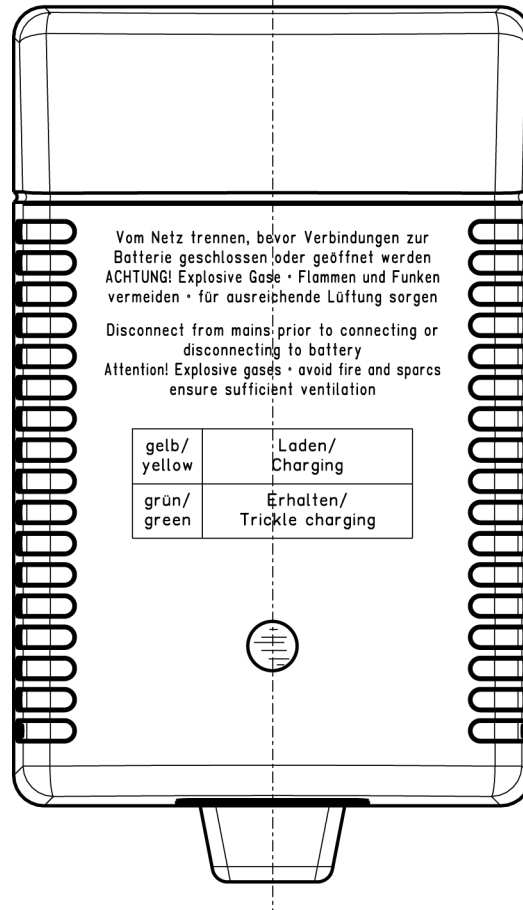 Vom Netz trennen, bevor Verbindungen zur
Batterie geschlossen oder geöffnet werden
ACHTUNG! Explosive Gase • Flammen und Funken
vermeiden • für ausreichende Lüftung sorgen
Disconnect from mains prior to connecting or
disconnecting to battery
Attention! Explosive gases • avoid fire and sparcs
ensure sufficient ventilation
gelb/ Laden/
yellow Charging
grün/ Erhalten/
green Trickle charging